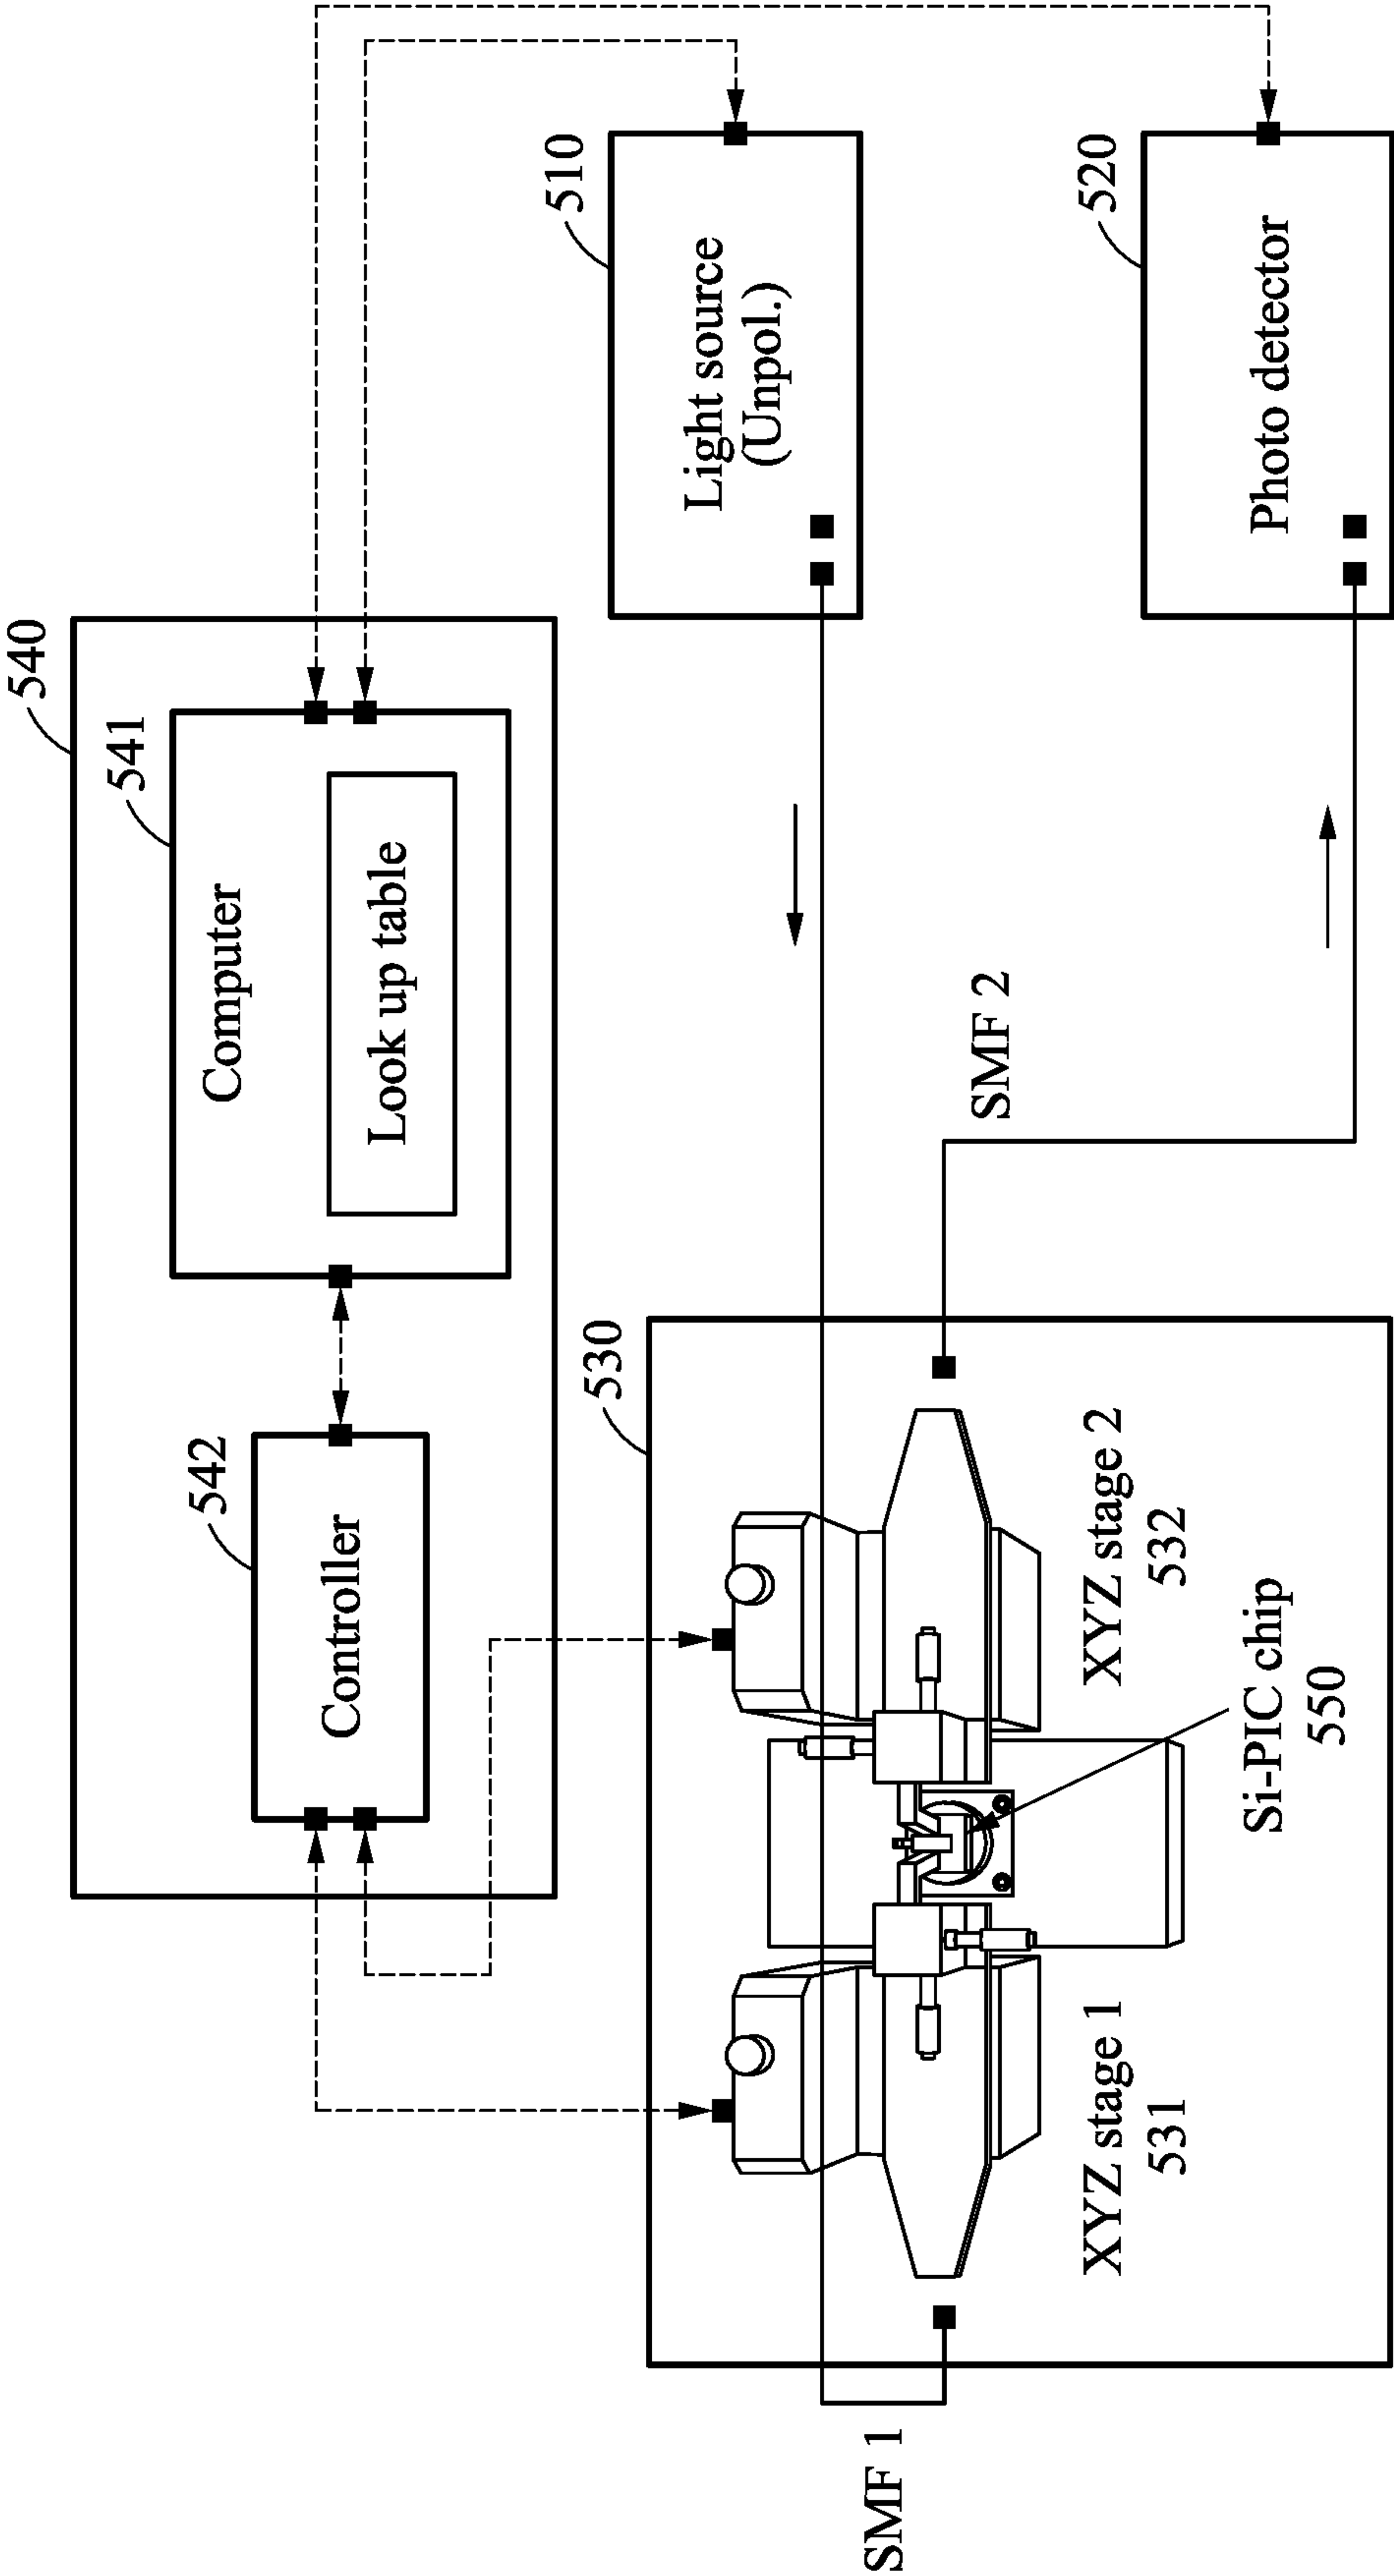 540
542
541
Controller
Computer
Look up table
530
510
Light source
(Unpol.)
SMF 1
XYZ stage 1
531
XYZ stage 2
532
SMF 2
520
Photo detector
Si-PIC chip
550